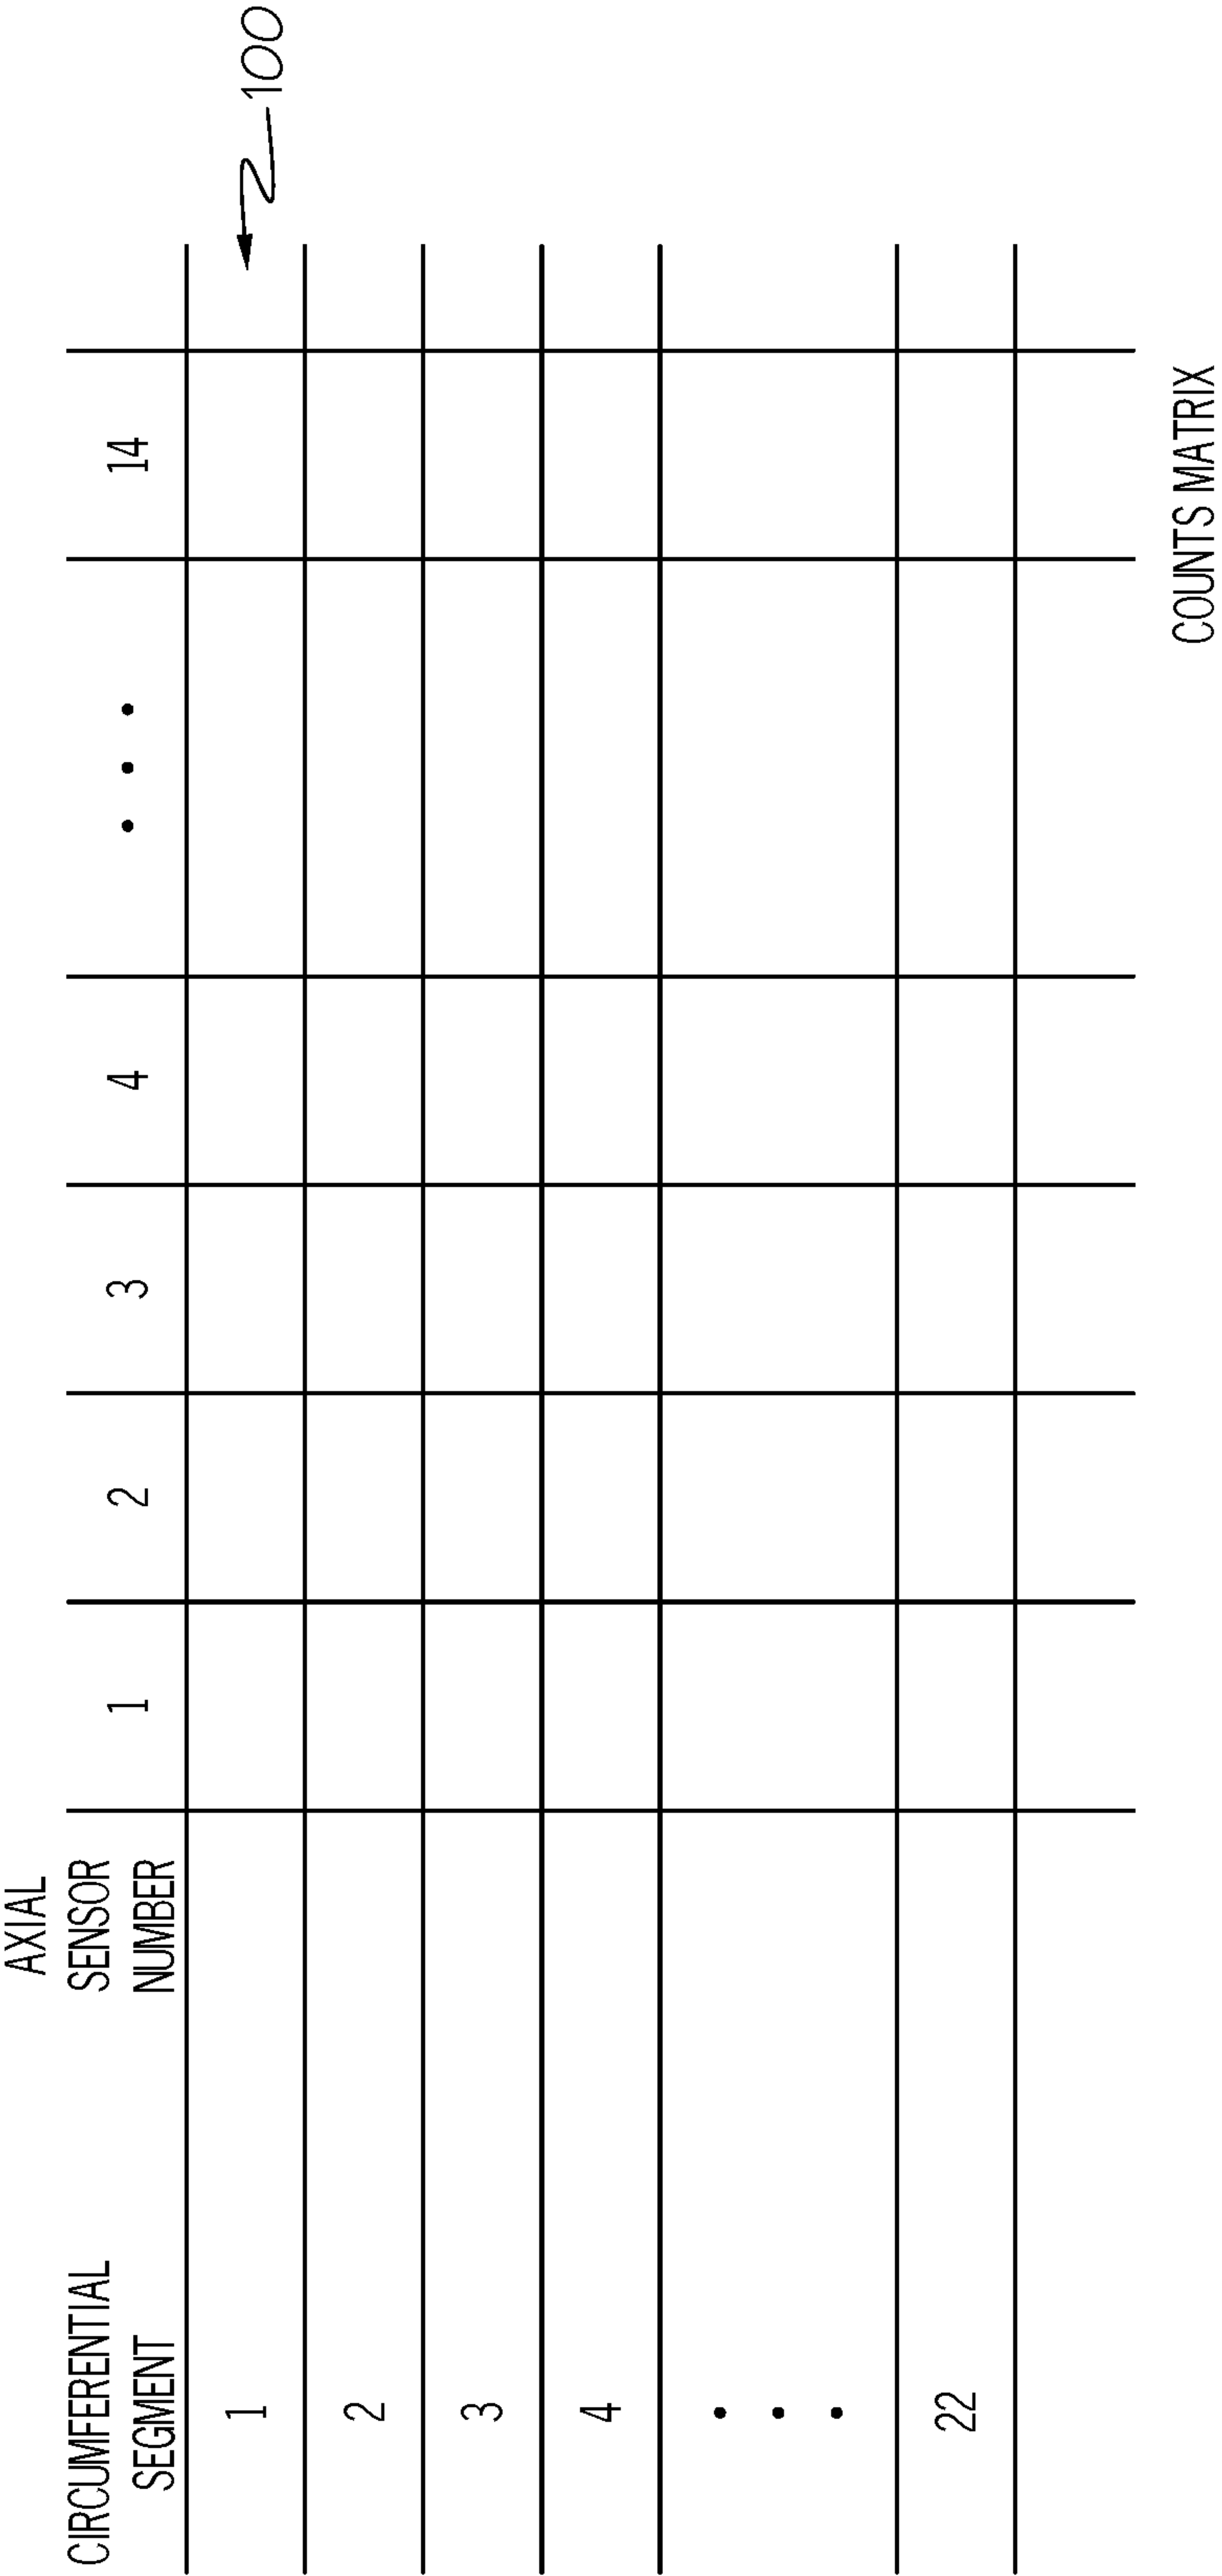 AXIAL
SENSOR
NUMBER
CIRCUMFERENTIAL
SEGMENT
1 2 3 4 • • • 14
1
2
3
4
•
•
•
22
100
COUNTS MATRIX